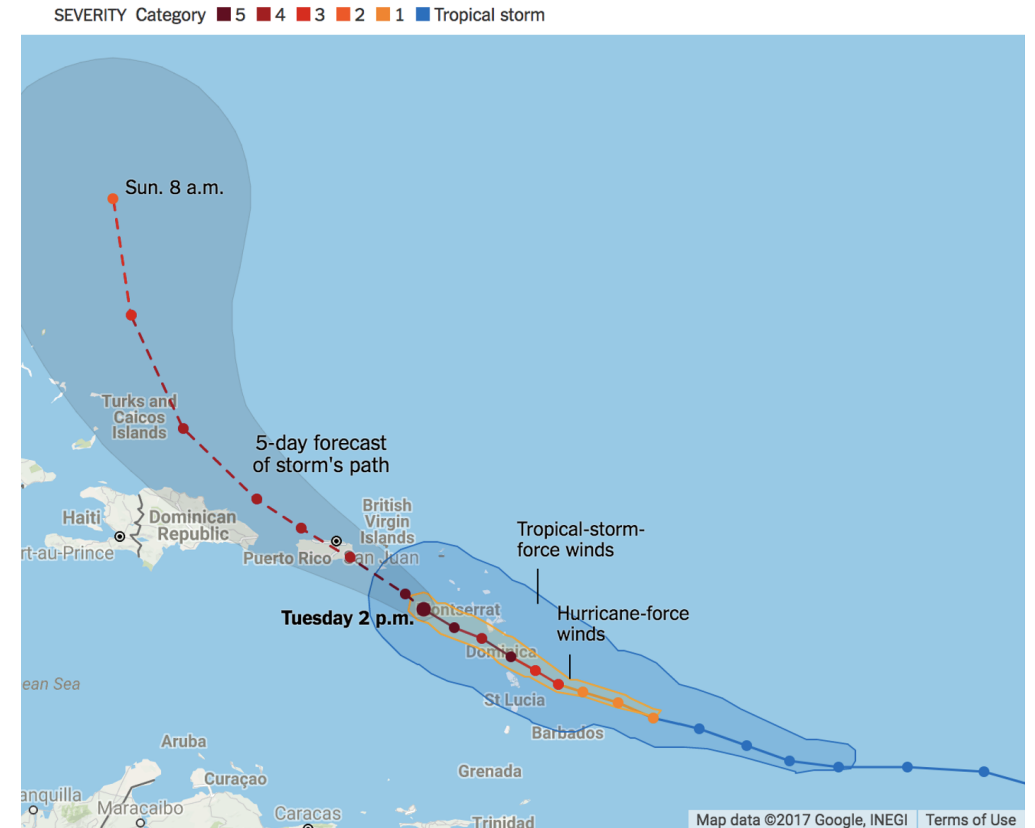 SEVERITY Category 5 4 3 2 1 Tropical storm
Sun. 8 a.m.
Turks and
Caicos
Islands
5-day forecast
of storm's path
Haiti
Dominican
Republic
British
Virgin
Islands
rt-au-Prince
Puerto Rico
San Juan
Tropical-storm-
force winds
Tuesday 2 p.m.
Montserrat
Hurricane-force
winds
Dominica
ean Sea
St Lucia
Barbados
Aruba
Curaçao
Grenada
anquilla
Maracaibo
Caracas
Trinidad
Map data ©2017 Google, INEGI Terms of Use